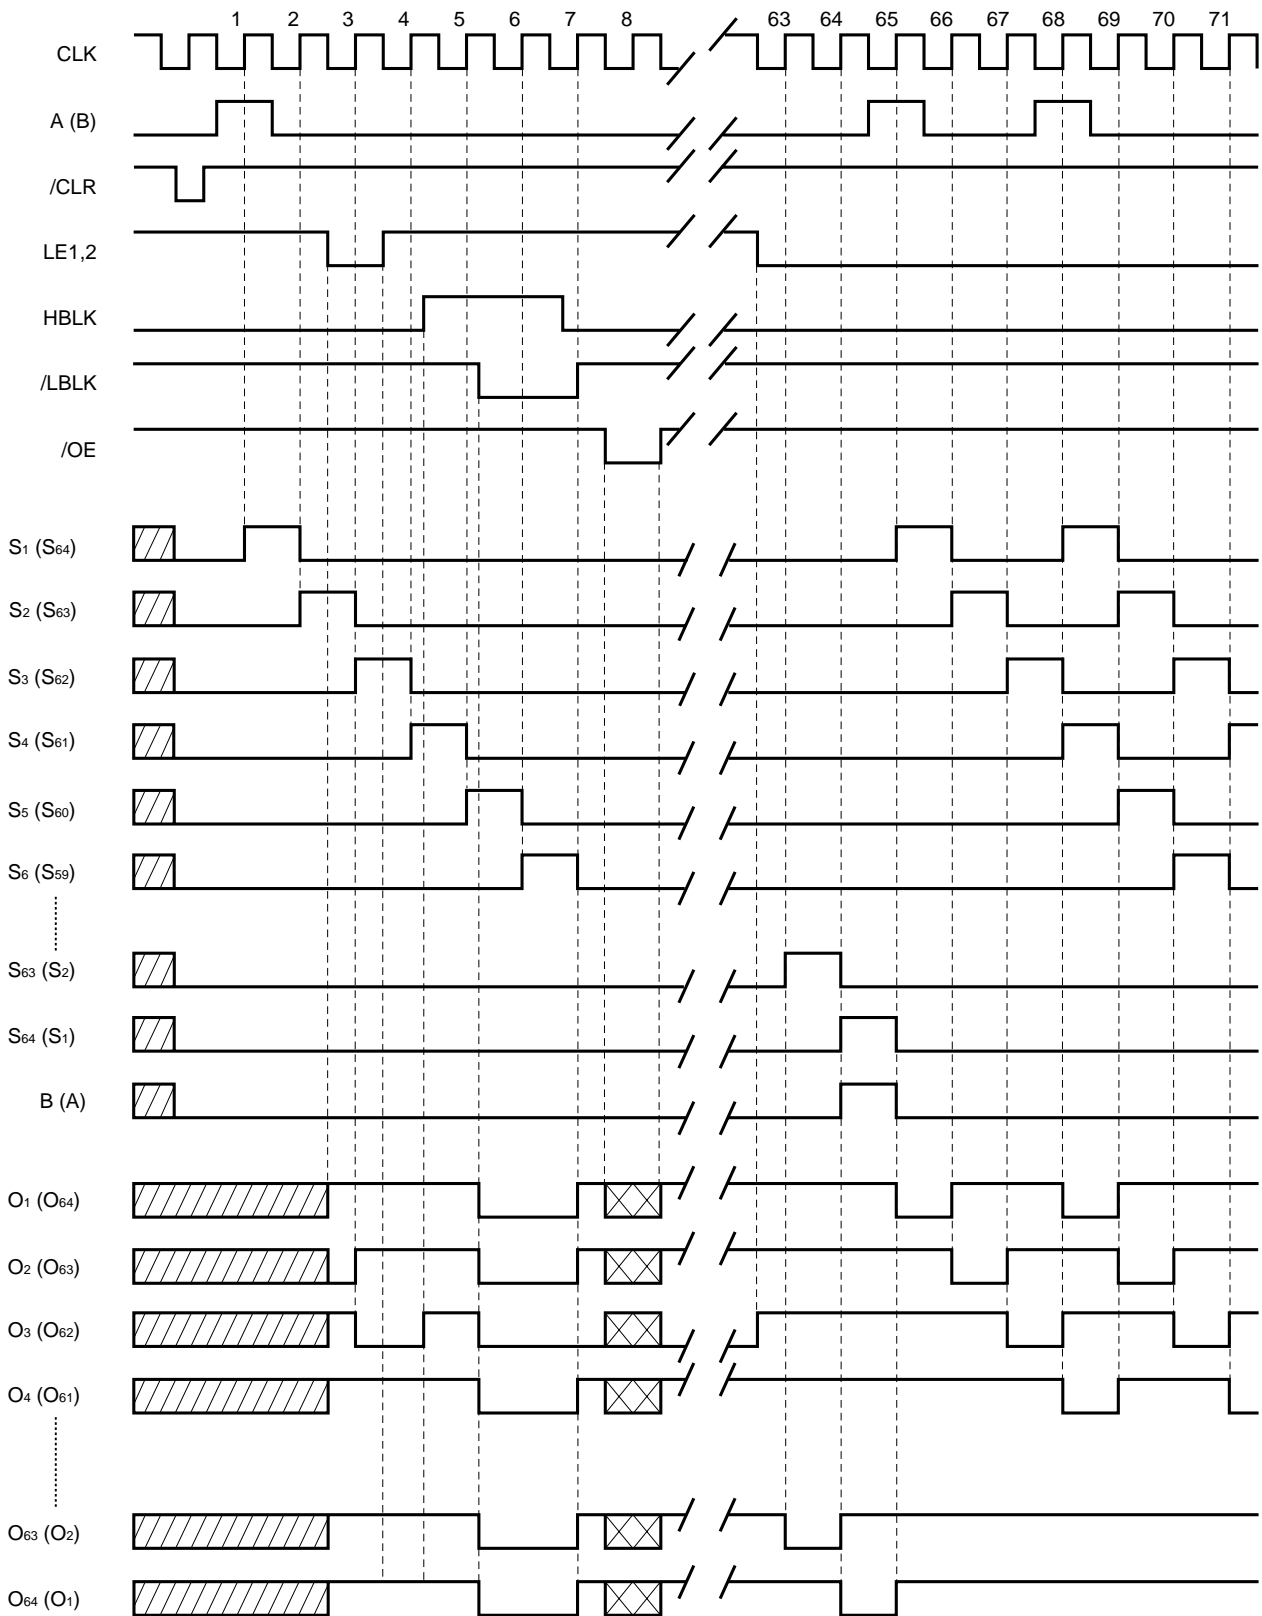 1 2 3 4 5 6 7 8 63 64 65 66 67 68 69 70 71
CLK
A (B)
/CLR
LE1,2
HBLK
/LBLK
/OE
S1 (S64)
S2 (S63)
S3 (S62)
S4 (S61)
S5 (S60)
S6 (S59)
S63 (S2)
S64 (S1)
B (A)
O1 (O64)
O2 (O63)
O3 (O62)
O4 (O61)
O63 (O2)
O64 (O1)